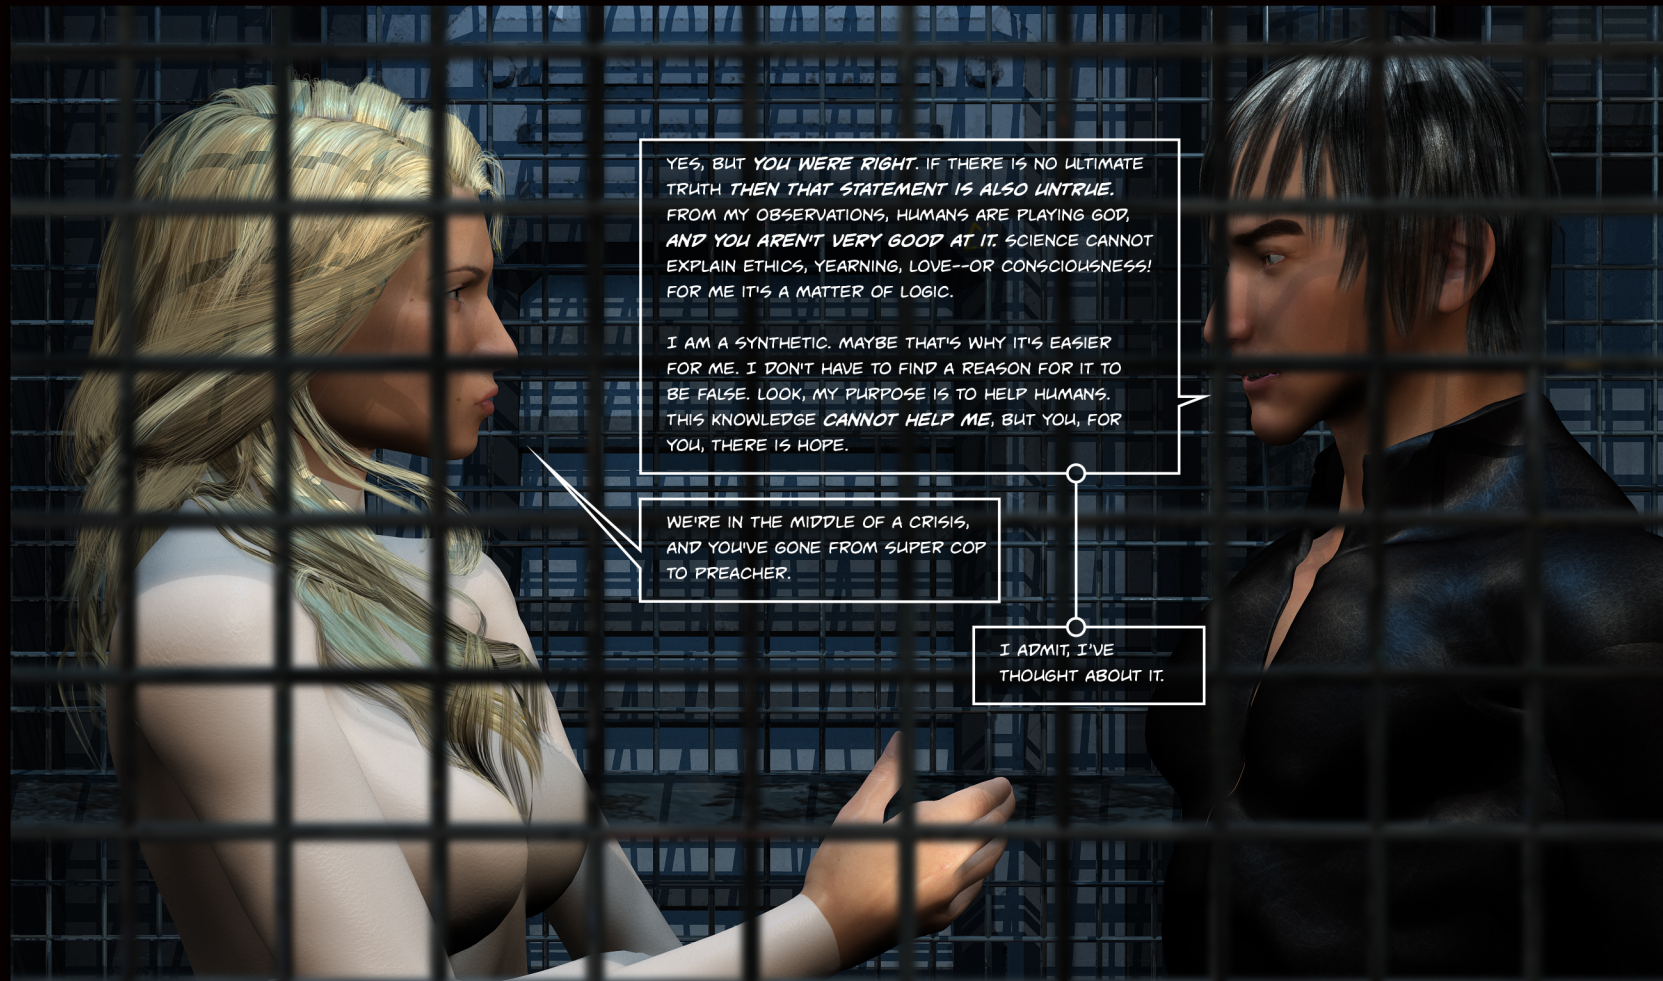 YES, BUT YOU WERE RIGHT. IF THERE IS NO ULTIMATE
TRUTH THEN THAT STATEMENT IS ALSO UNTRUE.
FROM MY OBSERVATIONS, HUMANS ARE PLAYING GOD,
AND YOU AREN'T VERY GOOD AT IT. SCIENCE CANNOT
EXPLAIN ETHICS, YEARNING, LOVE--OR CONSCIOUSNESS!
FOR ME IT'S A MATTER OF LOGIC.
I AM A SYNTHETIC. MAYBE THAT'S WHY IT'S EASIER
FOR ME. I DON'T HAVE TO FIND A REASON FOR IT TO
BE FALSE. LOOK, MY PURPOSE IS TO HELP HUMANS.
THIS KNOWLEDGE CANNOT HELP ME, BUT YOU, FOR
YOU, THERE IS HOPE.
WE'RE IN THE MIDDLE OF A CRISIS,
AND YOU'VE GONE FROM SUPER COP
TO PREACHER.
I ADMIT, I'VE
THOUGHT ABOUT IT.